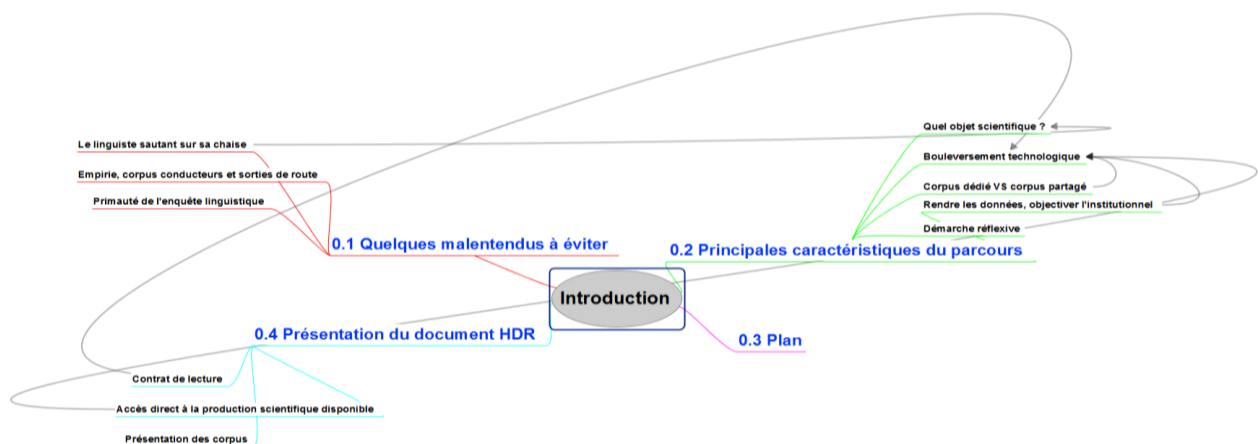 Introduction
0.1 Quelques malentendus à éviter
Le linguiste sautant sur sa chaise
Empirie, corpus conducteurs et sorties de route
Primauté de l'enquête linguistique
0.2 Principales caractéristiques du parcours
Quel objet scientifique ?
Bouleversement technologique
Corpus dédié VS corpus partagé
Rendre les données, objectiver l'institutionnel
Démarche réflexive
0.3 Plan
0.4 Présentation du document HDR
Contrat de lecture
Accès direct à la production scientifique disponible
Présentation des corpus